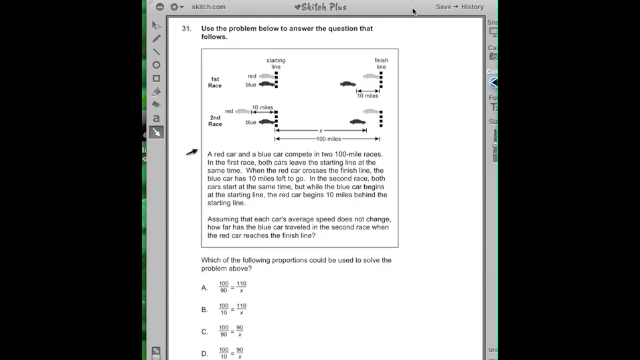 skitch.com
Skitch Plus
Save → History
31. Use the problem below to answer the question that
follows.
starting
line
finish
line
1st
Race
red
blue
10 miles
2nd
Race
red
10 miles
blue
x
100 miles
A red car and a blue car compete in two 100-mile races.
In the first race, both cars leave the starting line at the
same time. When the red car crosses the finish line, the
blue car has 10 miles left to go. In the second race, both
cars start at the same time, but while the blue car begins
at the starting line, the red car begins 10 miles behind the
starting line.
Assuming that each car's average speed does not change,
how far has the blue car traveled in the second race when
the red car reaches the finish line?
Which of the following proportions could be used to solve the
problem above?
A. 100/90 = 110/x
B. 100/10 = 110/x
C. 100/90 = 90/x
D. 100/10 = 90/x
a